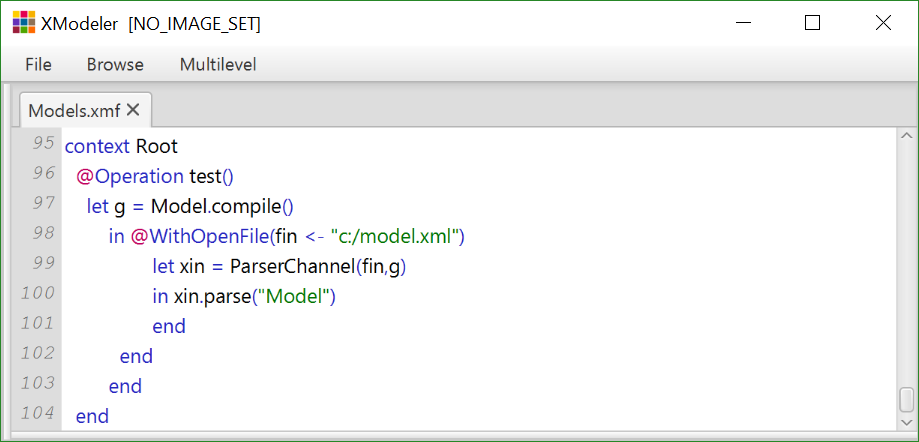 XModeler [NO_IMAGE_SET]
File Browse Multilevel
Models.xmf
95 context Root
96 @Operation test()
97 let g = Model.compile()
98 in @WithOpenFile(fin <- "c:/model.xml")
99 let xin = ParserChannel(fin,g)
100 in xin.parse("Model")
101 end
102 end
103 end
104 end